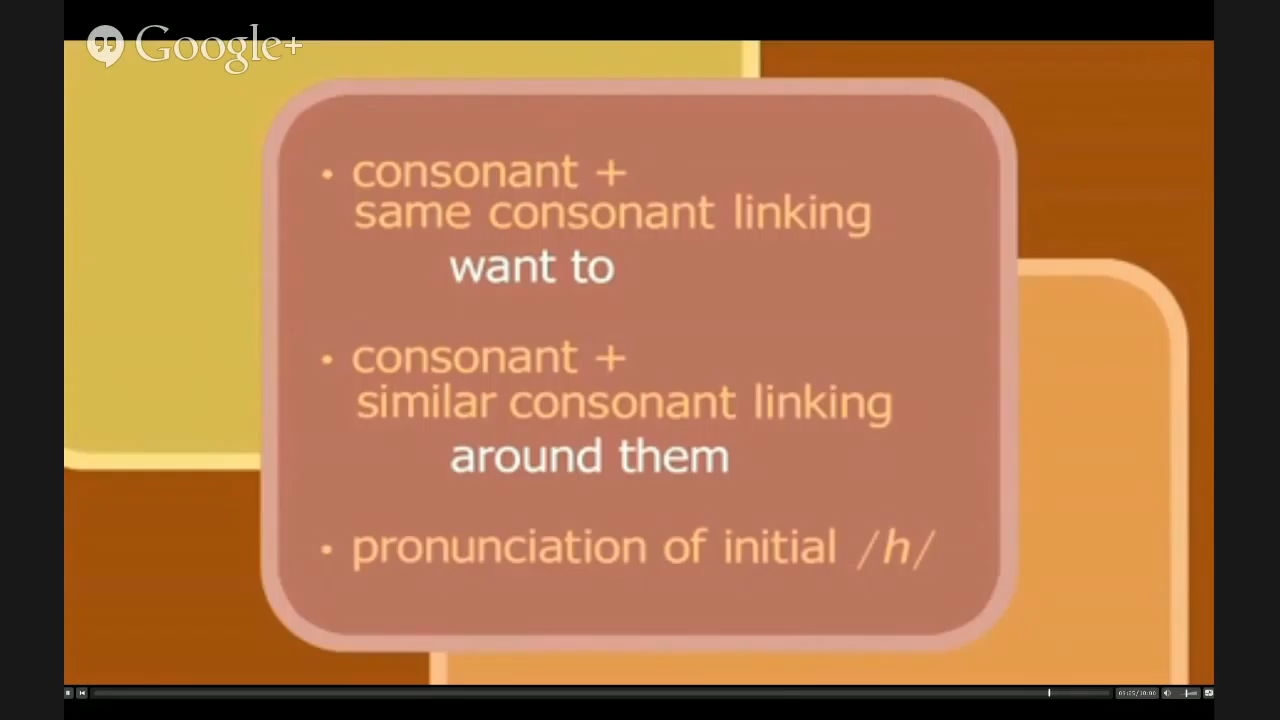 Google+
• consonant +
same consonant linking
want to
• consonant +
similar consonant linking
around them
• pronunciation of initial /h/